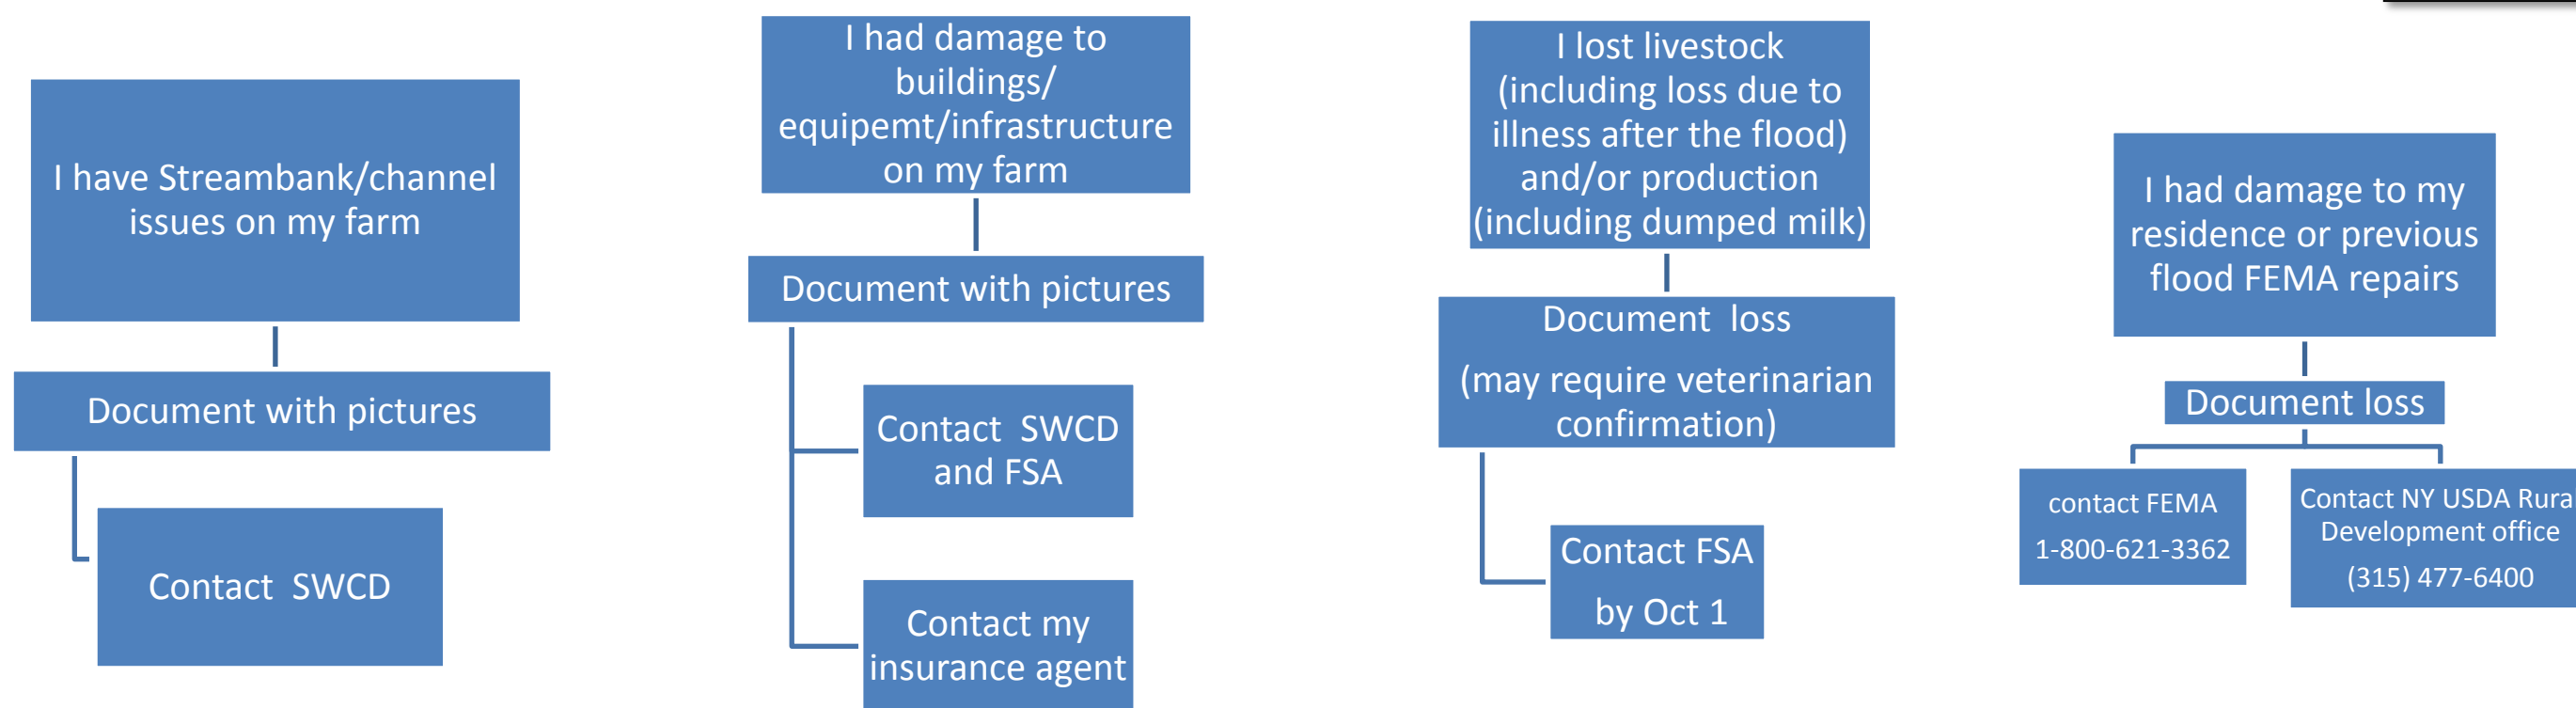 I have Streambank/channel
issues on my farm
Document with pictures
Contact SWCD
I had damage to
buildings/
equipemt/infrastructure
on my farm
Document with pictures
Contact SWCD
and FSA
Contact my
insurance agent
I lost livestock
(including loss due to
illness after the flood)
and/or production
(including dumped milk)
Document loss
(may require veterinarian
confirmation)
Contact FSA
by Oct 1
I had damage to my
residence or previous
flood FEMA repairs
Document loss
contact FEMA
1-800-621-3362
Contact NY USDA Rura
Development office
(315) 477-6400